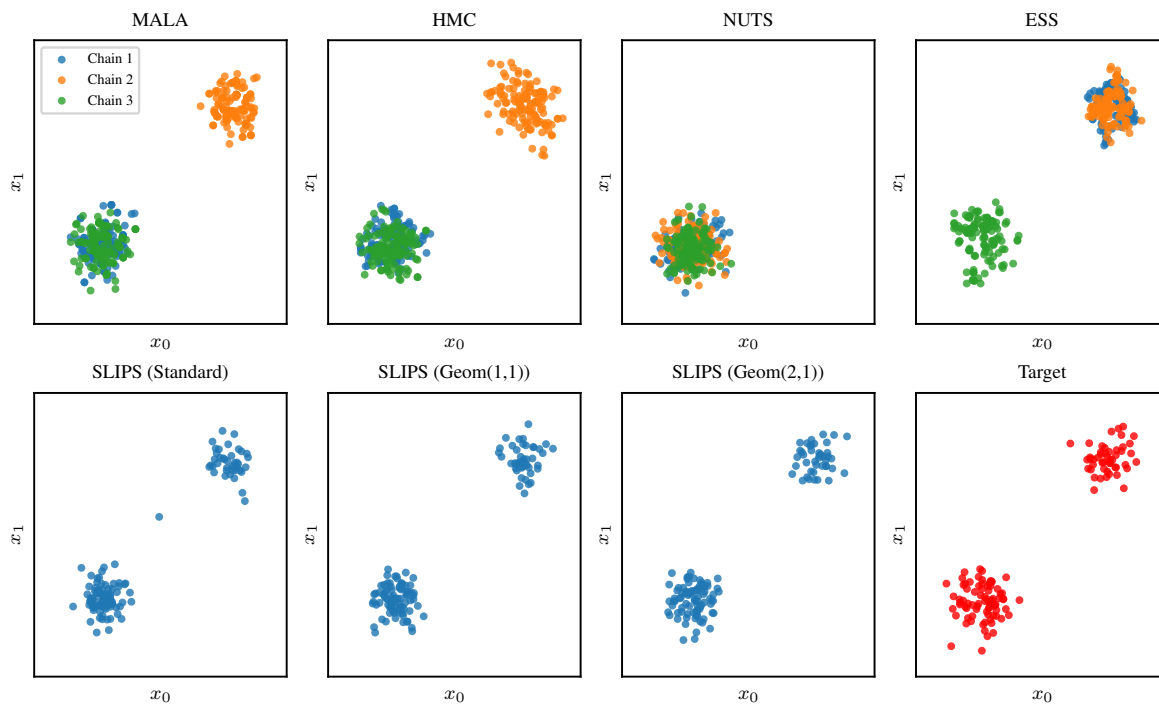 MALA
HMC
NUTS
ESS
Chain 1
Chain 2
Chain 3
x₁
x₁
x₁
x₁
x₀
x₀
x₀
x₀
SLIPS (Standard)
SLIPS (Geom(1,1))
SLIPS (Geom(2,1))
Target
x₁
x₁
x₁
x₁
x₀
x₀
x₀
x₀